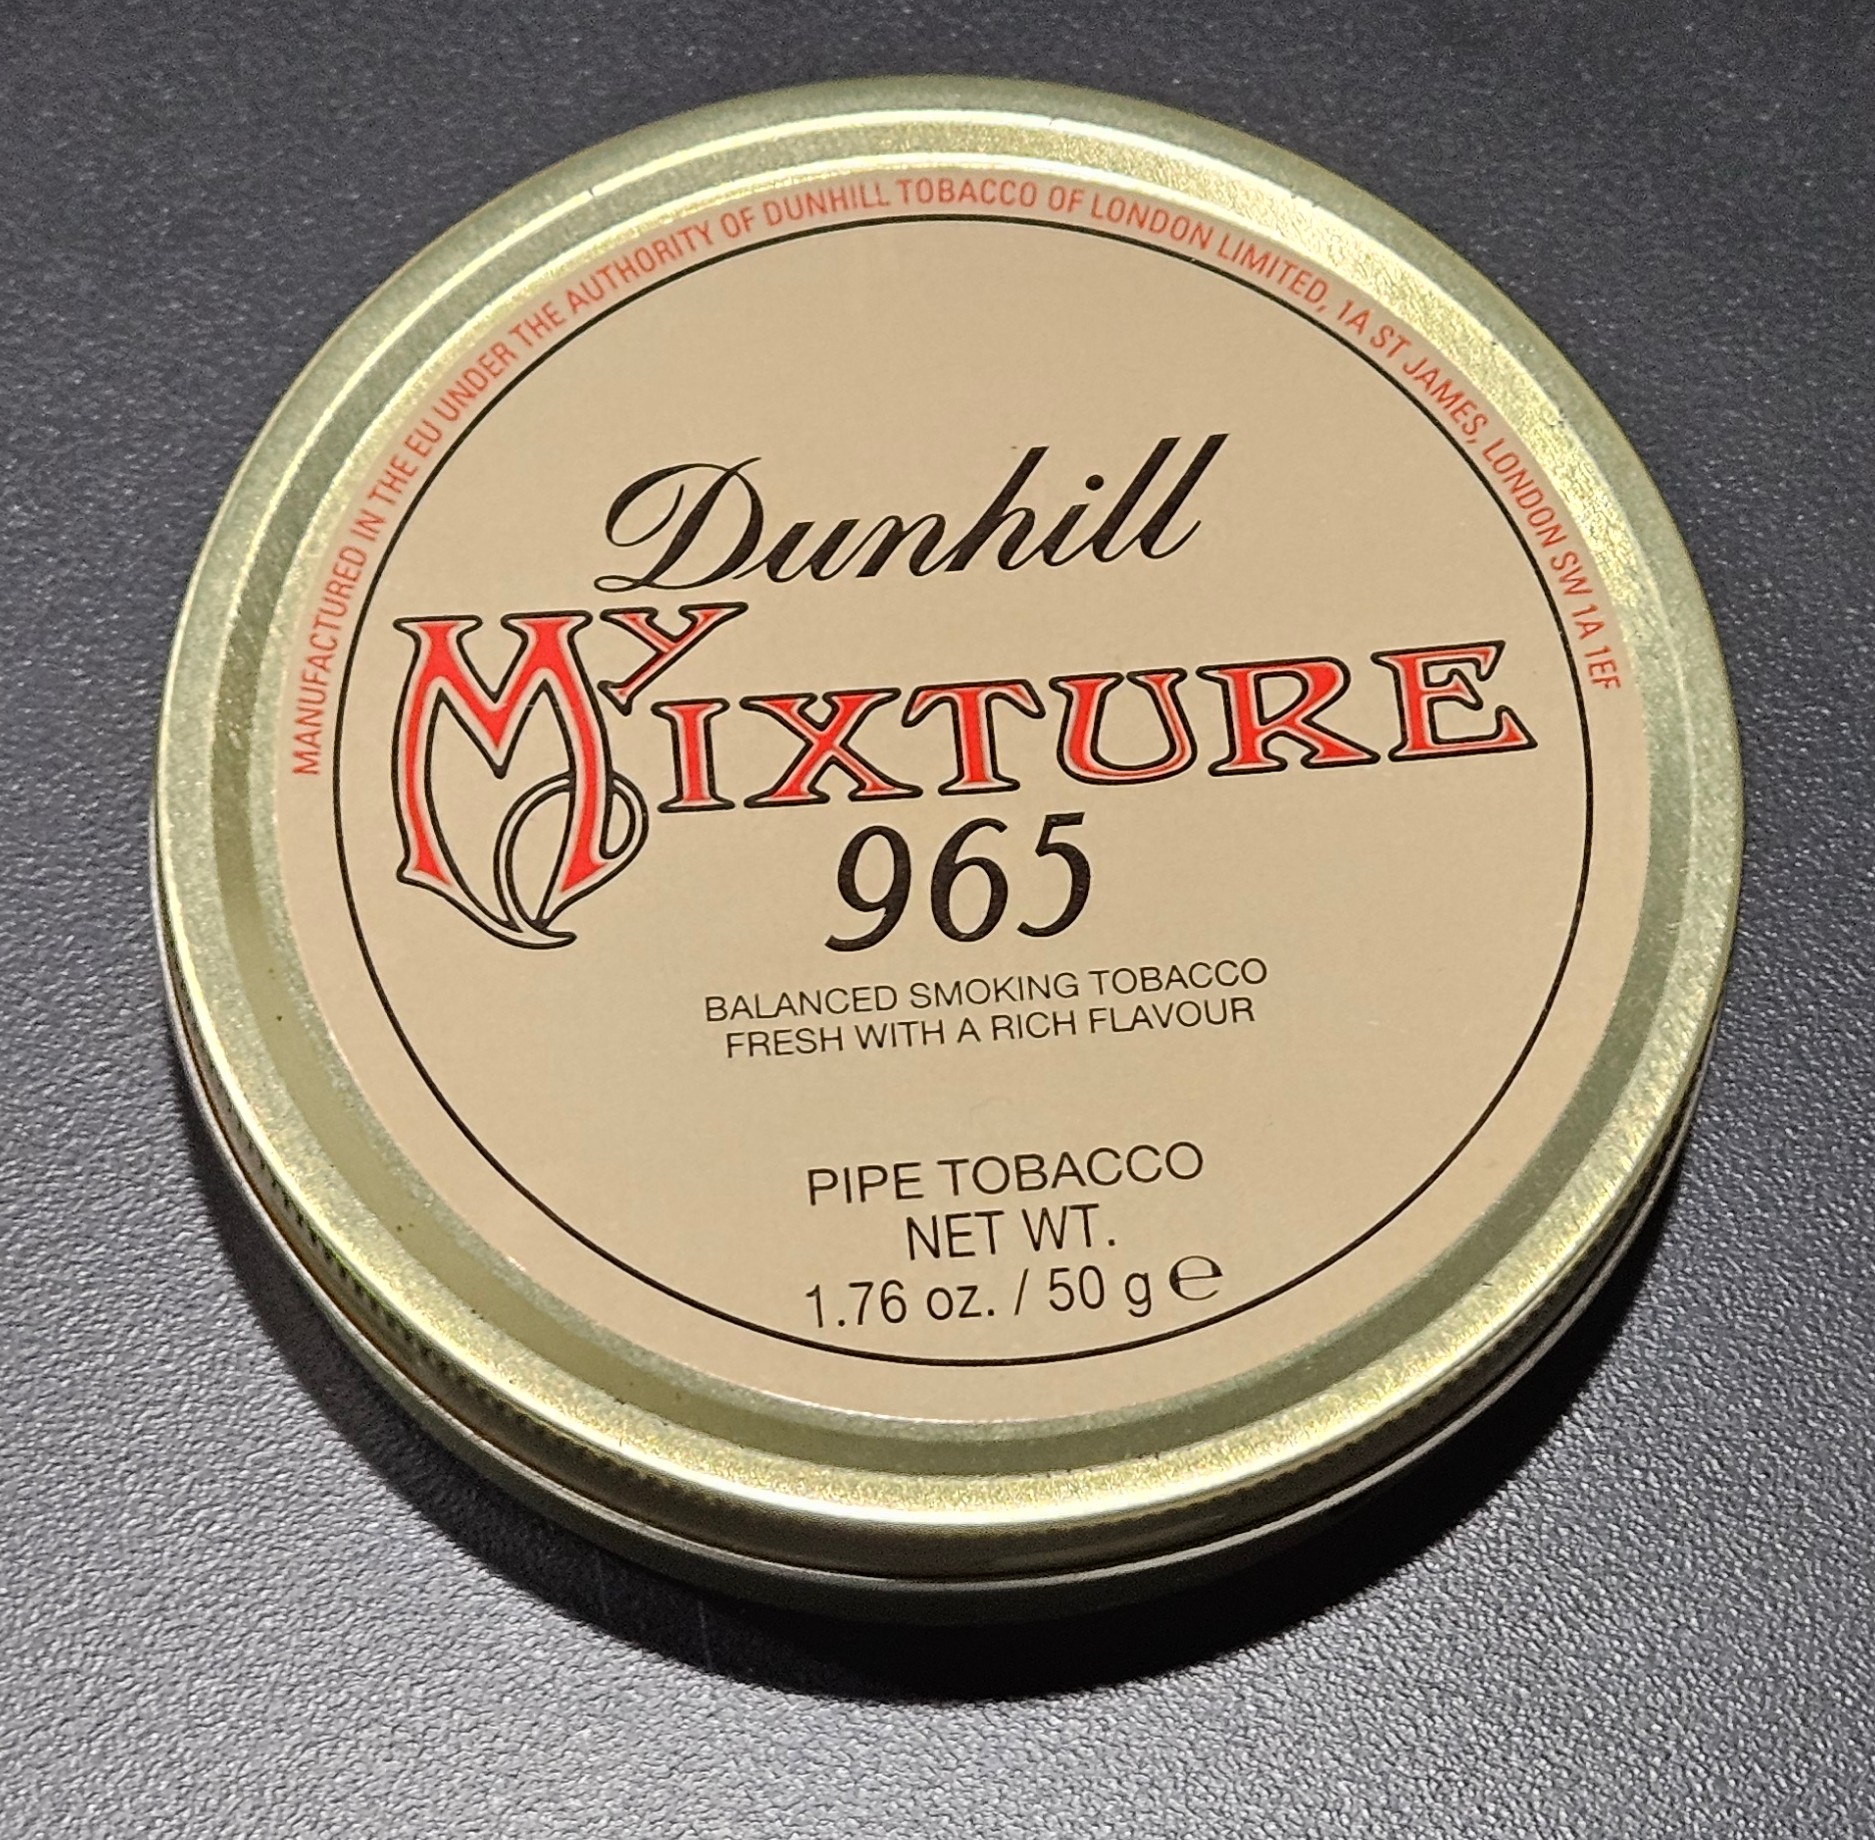 MANUFACTURED IN THE EU UNDER THE AUTHORITY OF DUNHILL TOBACCO OF LONDON LIMITED, 1A ST JAMES, LONDON SW 1A 1EF
Dunhill
My Mixture
965
BALANCED SMOKING TOBACCO
FRESH WITH A RICH FLAVOUR
PIPE TOBACCO
NET WT.
1.76 oz. / 50 g ℮